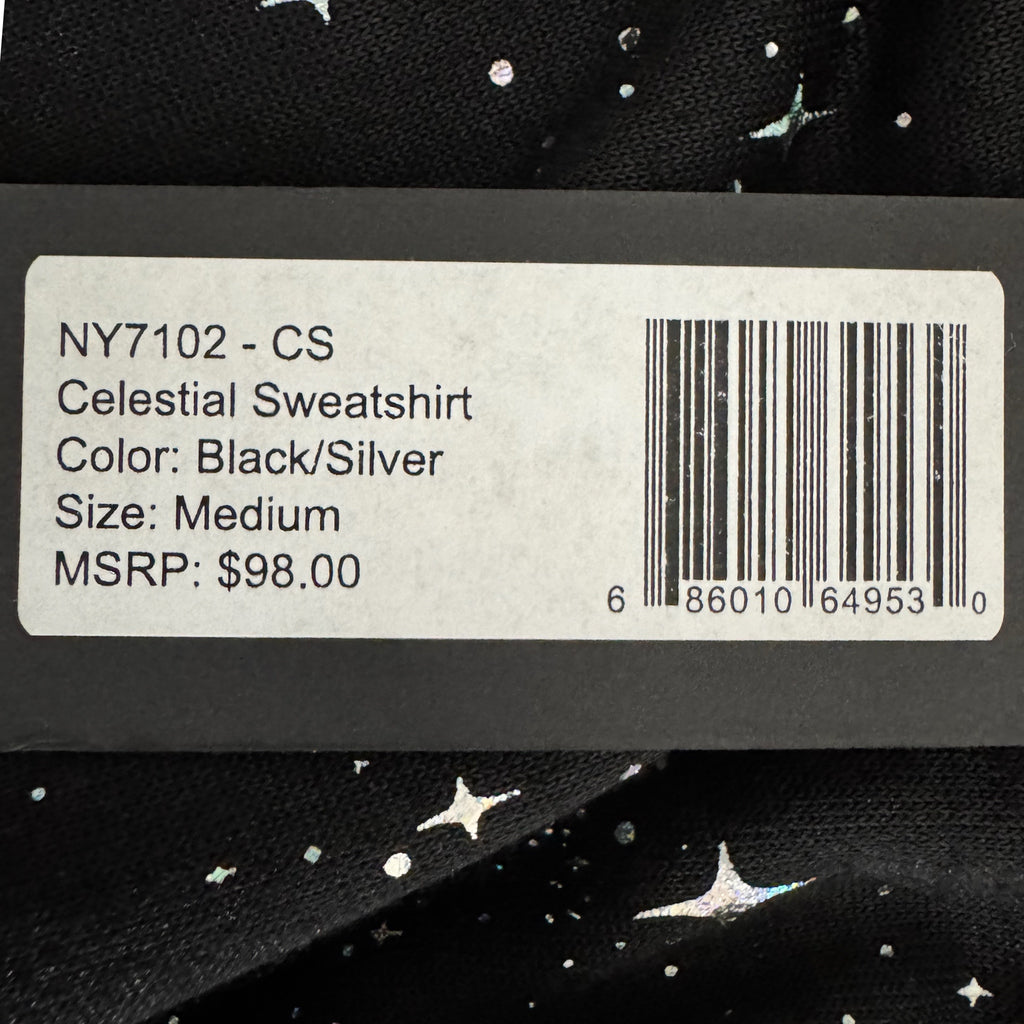 NY7102 - CS
Celestial Sweatshirt
Color: Black/Silver
Size: Medium
MSRP: $98.00
6 86010 64953 0